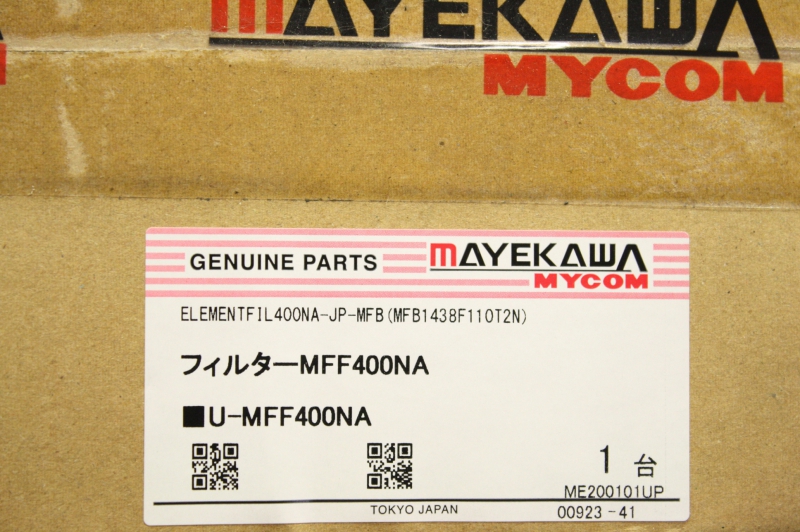 MAYEKAWA
MYCOM
GENUINE PARTS
MAYEKAWA
MYCOM
ELEMENTFIL400NA-JP-MFB(MFB1438F110T2N)
フィルターMFF400NA
■U-MFF400NA
1 台
ME200101UP
TOKYO JAPAN
00923 -41